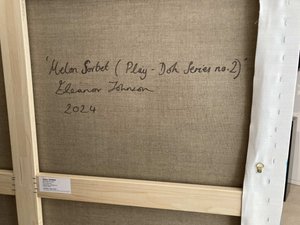 'Melon Sorbet (Play-Doh Series no.2)'
Eleanor Johnson
2024